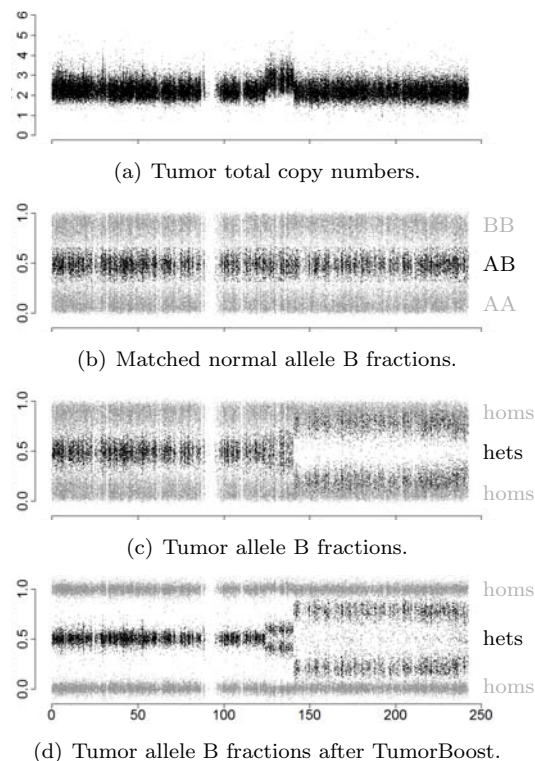 6
5
4
3
2
1
0
(a) Tumor total copy numbers.
1.0
0.5
0.0
BB
AB
AA
(b) Matched normal allele B fractions.
1.0
0.5
0.0
homs
hets
homs
(c) Tumor allele B fractions.
1.0
0.5
0.0
homs
hets
homs
0 50 100 150 200 250
(d) Tumor allele B fractions after TumorBoost.